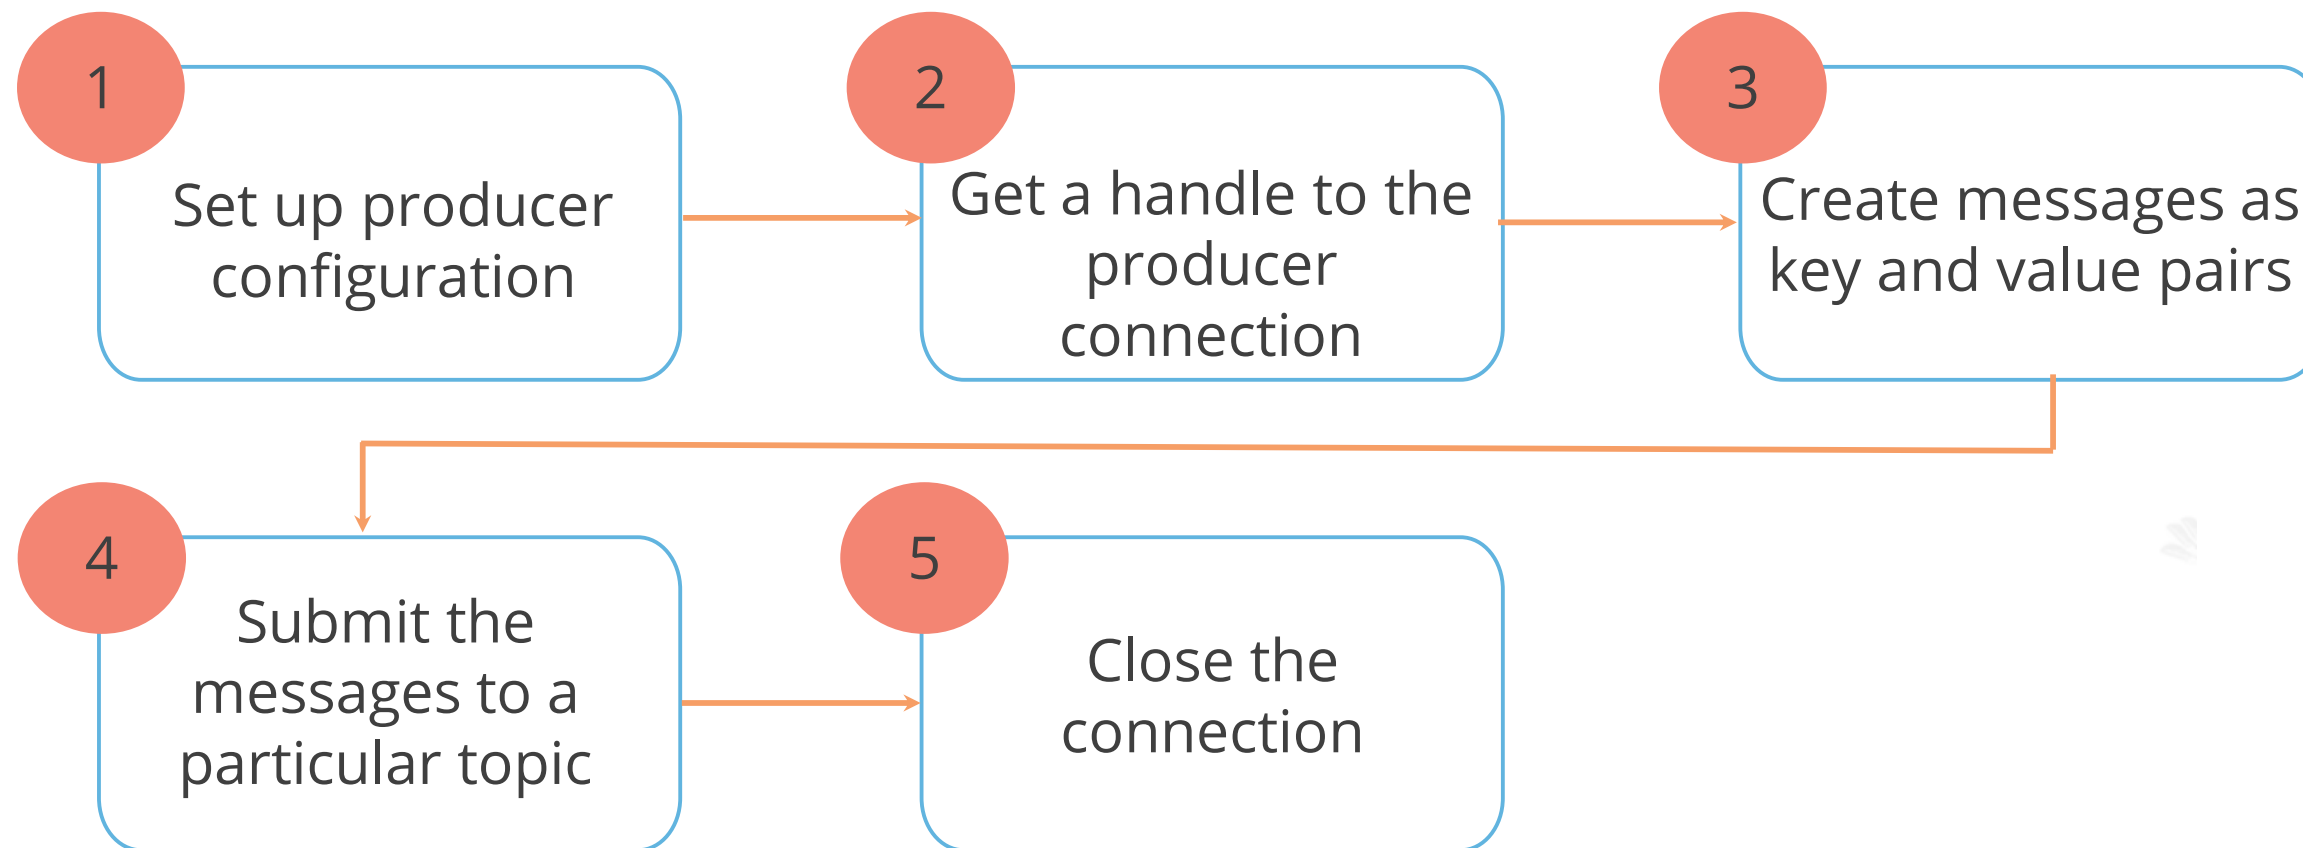 1
Set up producer
configuration
2
Get a handle to the
producer
connection
3
Create messages as
key and value pairs
4
Submit the
messages to a
particular topic
5
Close the
connection